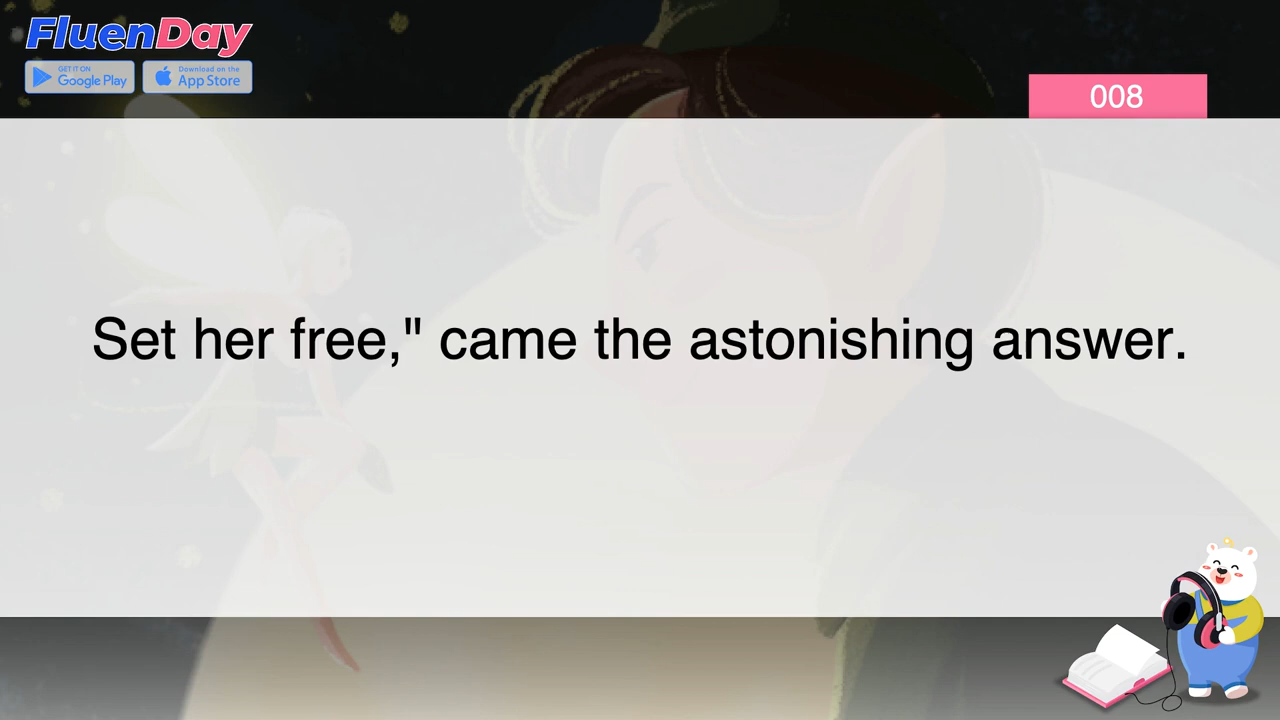 FluenDay
GET IT ON
Google Play
Download on the
App Store
008
Set her free," came the astonishing answer.